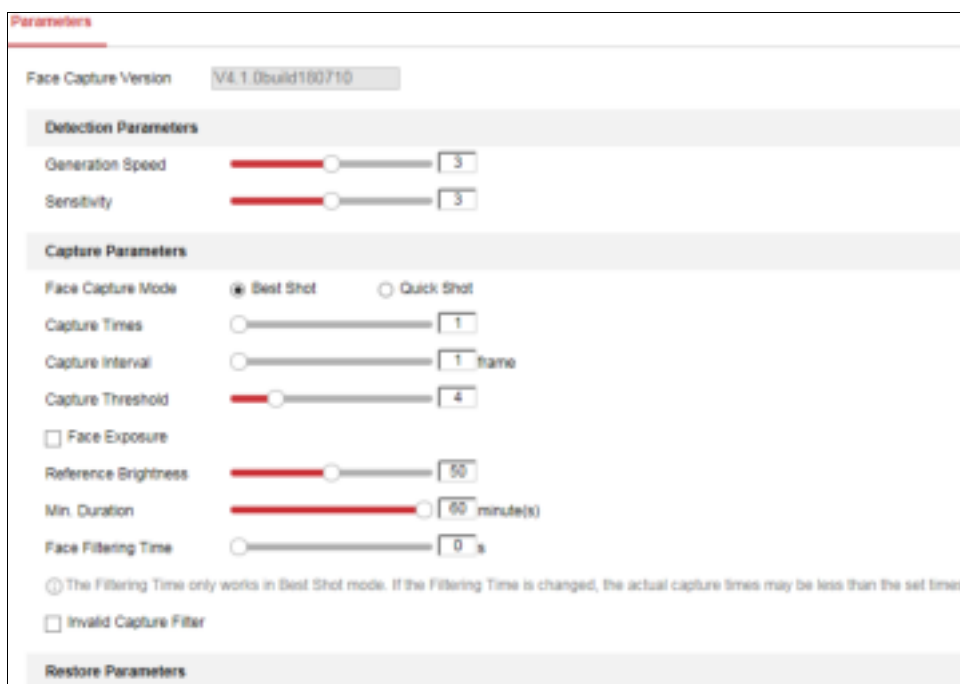 Parameters
Face Capture Version V4.1.0build180710
Detection Parameters
Generation Speed 3
Sensitivity 3
Capture Parameters
Face Capture Mode Best Shot Quick Shot
Capture Times 1
Capture Interval 1 frame
Capture Threshold 4
Face Exposure
Reference Brightness 50
Min. Duration 60 minute(s)
Face Filtering Time 0 s
The Filtering Time only works in Best Shot mode. If the Filtering Time is changed, the actual capture times may be less than the set times
Invalid Capture Filter
Restore Parameters